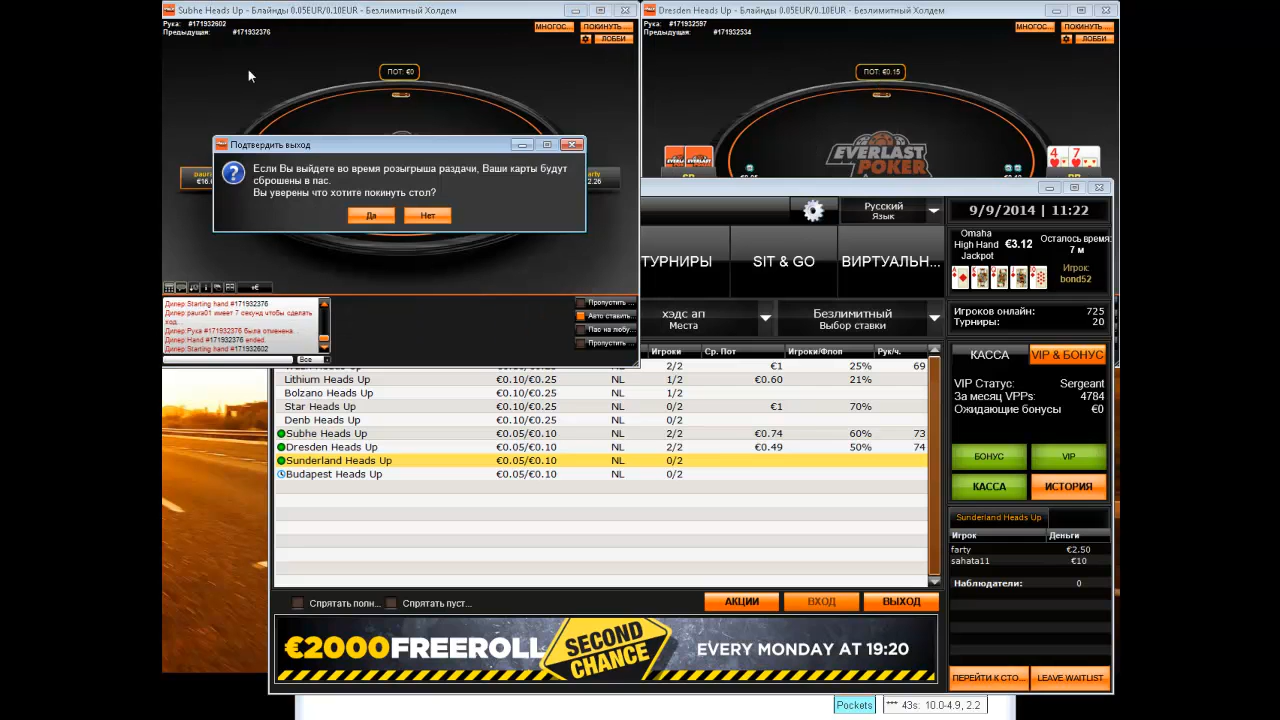 Subhe Heads Up - Блайнды 0.05EUR/0.10EUR - Безлимитный Холдем
Рука: #171932602
Предыдущая: #171932376
МНОГОС...
ПОКИНУТЬ ...
ЛОББИ
ПОТ: €0
Dresden Heads Up - Блайнды 0.05EUR/0.10EUR - Безлимитный Холдем
Рука: #171932597
Предыдущая: #171932534
МНОГОС...
ПОКИНУТЬ ...
ЛОББИ
ПОТ: €0.15
EVERLAST
POKER
4 7
Подтвердить выход
Если Вы выйдете во время розыгрыша раздачи, Ваши карты будут
сброшены в пас.
Вы уверены что хотите покинуть стол?
Да Нет
Дилер:Starting hand #171932376
Дилер:paura01 имеет 7 секунд чтобы сделать
ход...
Дилер:Рука #171932376 была отменена...
Дилер:Hand #171932376 ended.
Дилер:Starting hand #171932602
Все
Пропустить ...
Авто ставить...
Пас на любу...
Пропустить ...
Русский
Язык
9/9/2014 | 11:22
ТУРНИРЫ SIT & GO ВИРТУАЛЬН...
Omaha
High Hand
Jackpot
€3.12
Осталось время:
7 м
Игрок:
bond52
хэдс ап
Места
Безлимитный
Выбор ставки
Игроков онлайн: 725
Турниры: 20
Игроки Ср. Пот Игроки/Флоп Рук/ч.
€0.10/€0.25 NL 2/2 €1 25% 69
Lithium Heads Up €0.10/€0.25 NL 1/2 €0.60 21%
Bolzano Heads Up €0.10/€0.25 NL 1/2
Star Heads Up €0.10/€0.25 NL 0/2 €1 70%
Denb Heads Up €0.10/€0.25 NL 0/2
Subhe Heads Up €0.05/€0.10 NL 2/2 €0.74 60% 73
Dresden Heads Up €0.05/€0.10 NL 2/2 €0.49 50% 74
Sunderland Heads Up €0.05/€0.10 NL 0/2
Budapest Heads Up €0.05/€0.10 NL 0/2
КАССА VIP & БОНУС
VIP Статус: Sergeant
За месяц VPPs: 4784
Ожидающие бонусы €0
БОНУС VIP
КАССА ИСТОРИЯ
Sunderland Heads Up
Игрок Деньги
farty €2.50
sahata11 €10
Наблюдатели: 0
Спрятать полн... Спрятать пуст...
АКЦИИ ВХОД ВЫХОД
€2000FREEROLL SECOND CHANCE EVERY MONDAY AT 19:20
ПЕРЕЙТИ К СТО... LEAVE WAITLIST
Pockets *** 43s: 10.0-4.9, 2.2